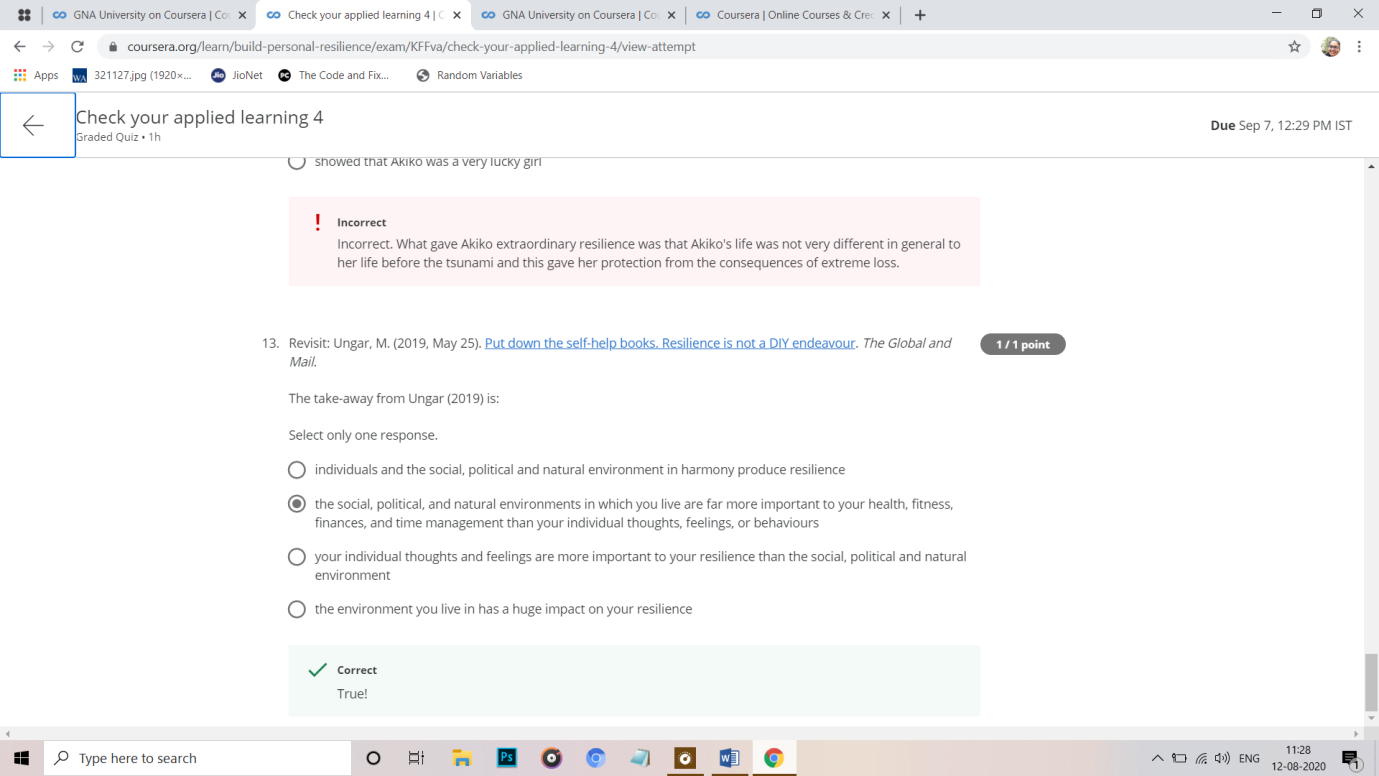 GNA University on Coursera | Co
Check your applied learning 4 | C
GNA University on Coursera | Co
Coursera | Online Courses & Cre
coursera.org/learn/build-personal-resilience/exam/KFFva/check-your-applied-learning-4/view-attempt
Apps
321127.jpg (1920×...
JioNet
The Code and Fix...
Random Variables
Check your applied learning 4
Graded Quiz • 1h
Due Sep 7, 12:29 PM IST
showed that Akiko was a very lucky girl
Incorrect
Incorrect. What gave Akiko extraordinary resilience was that Akiko's life was not very different in general to
her life before the tsunami and this gave her protection from the consequences of extreme loss.
13. Revisit: Ungar, M. (2019, May 25). Put down the self-help books. Resilience is not a DIY endeavour. The Global and
Mail.
1 / 1 point
The take-away from Ungar (2019) is:
Select only one response.
individuals and the social, political and natural environment in harmony produce resilience
the social, political, and natural environments in which you live are far more important to your health, fitness,
finances, and time management than your individual thoughts, feelings, or behaviours
your individual thoughts and feelings are more important to your resilience than the social, political and natural
environment
the environment you live in has a huge impact on your resilience
Correct
True!
Type here to search
Ps
W
ENG
11:28
12-08-2020
1